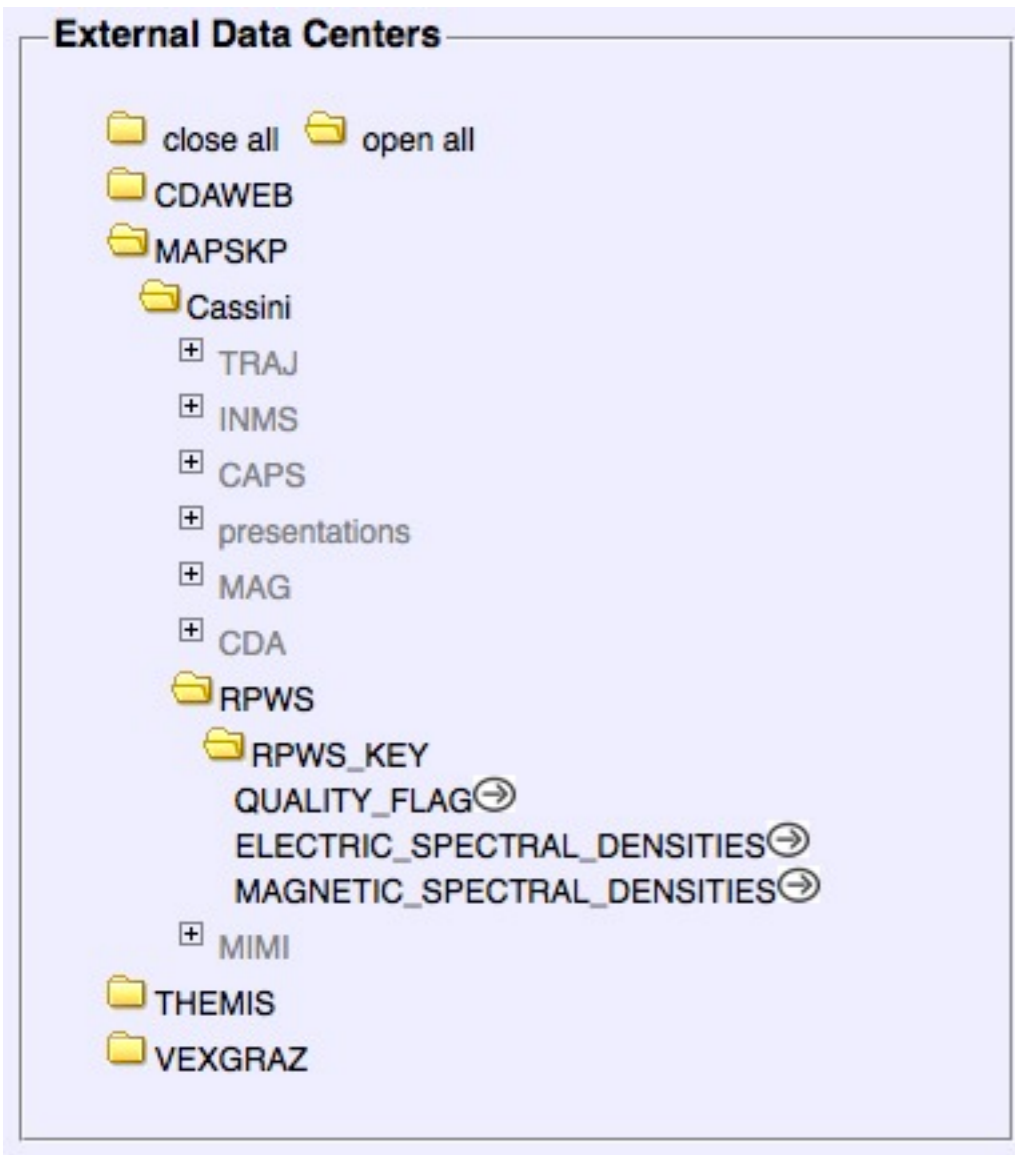 External Data Centers
close all open all
CDAWEB
MAPSKP
Cassini
TRAJ
INMS
CAPS
presentations
MAG
CDA
RPWS
RPWS_KEY
QUALITY_FLAG
ELECTRIC_SPECTRAL_DENSITIES
MAGNETIC_SPECTRAL_DENSITIES
MIMI
THEMIS
VEXGRAZ